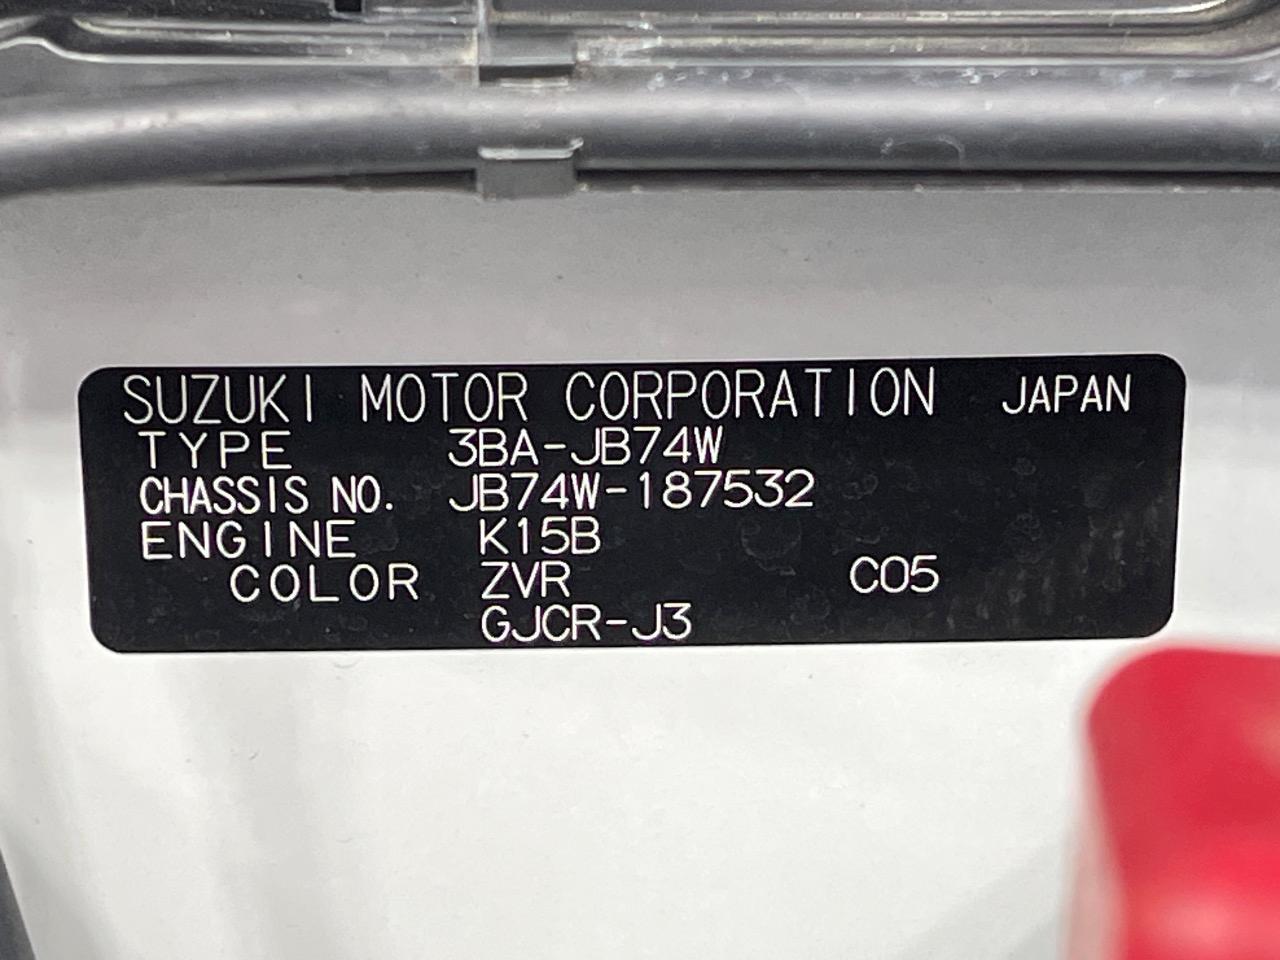 SUZUKI MOTOR CORPORATION JAPAN
TYPE 3BA-JB74W
CHASSIS NO. JB74W-187532
ENGINE K15B
COLOR ZVR C05
GJCR-J3